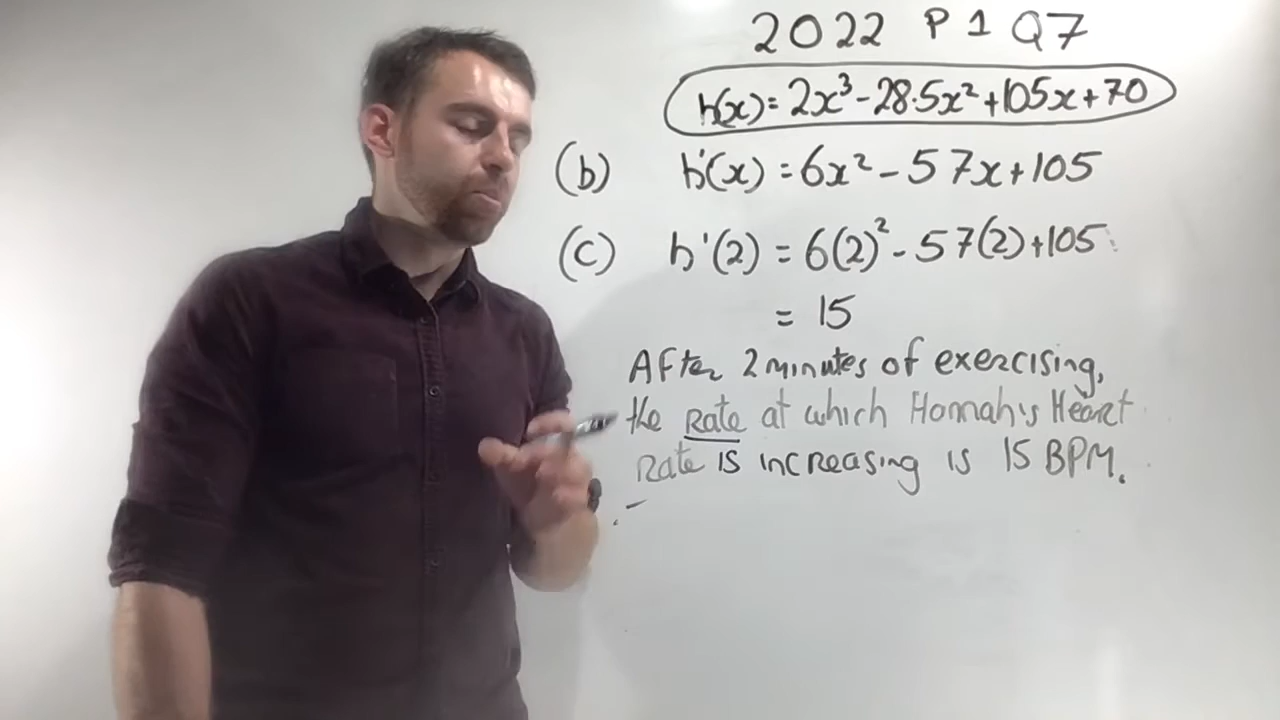 2022 P1 Q7
h(x) = 2x³ - 28.5x² + 105x + 70
(b) h'(x) = 6x² - 57x + 105
(c) h'(2) = 6(2)² - 57(2) + 105
= 15
After 2 minutes of exercising,
the Rate at which Hannah's Heart
Rate is increasing is 15 BPM.